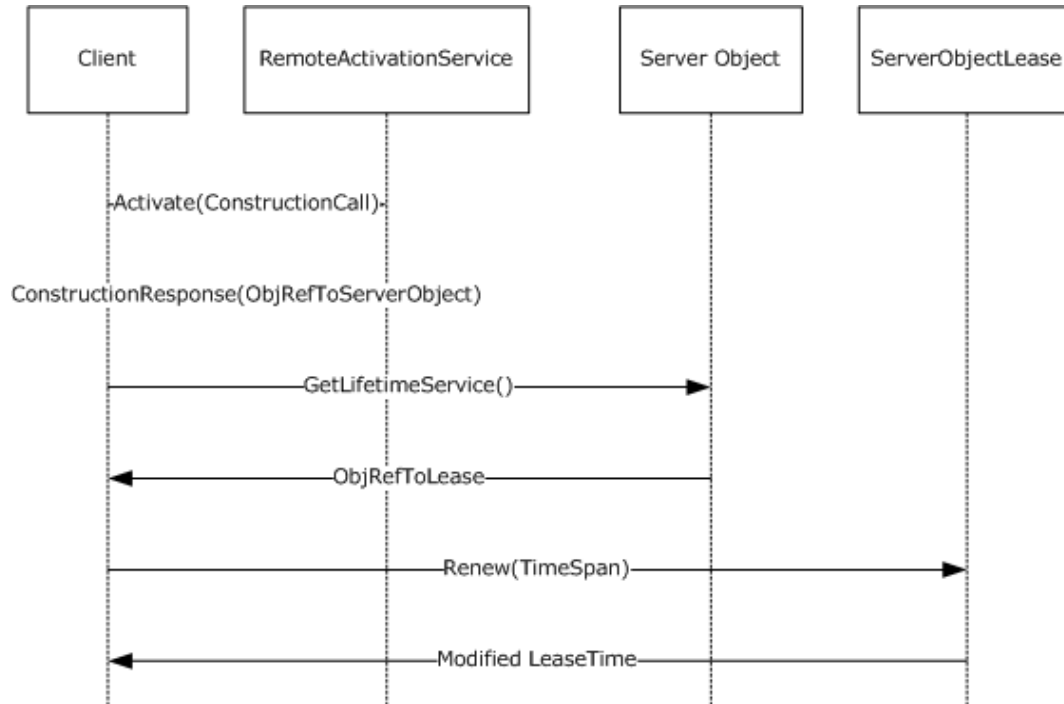 Client
RemoteActivationService
Server Object
ServerObjectLease
Activate(ConstructionCall)
ConstructionResponse(ObjRefToServerObject)
GetLifetimeService()
ObjRefToLease
Renew(TimeSpan)
Modified LeaseTime